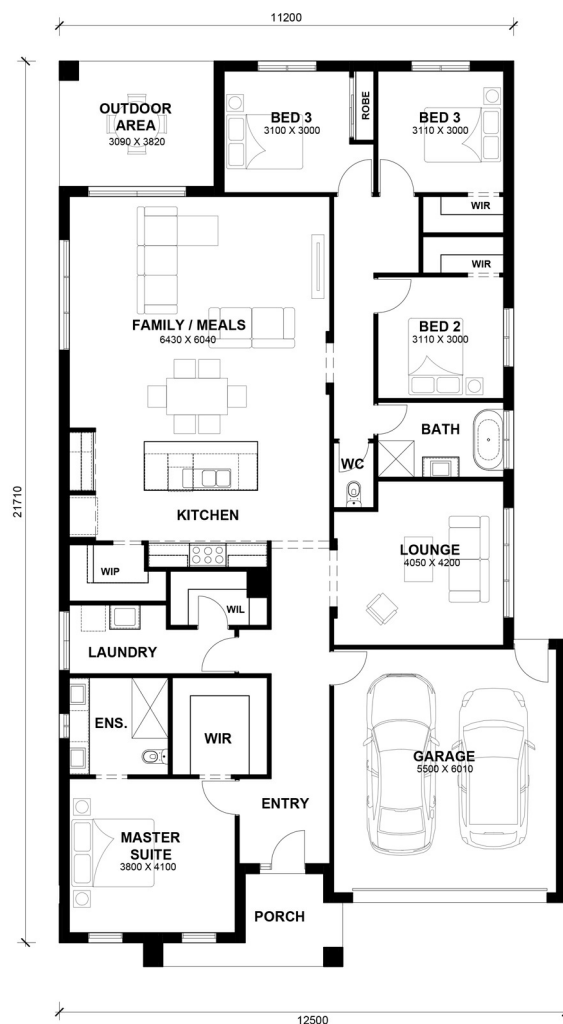 11200
OUTDOOR
AREA
3090 X 3820
BED 3
3100 X 3000
ROBE
BED 3
3110 X 3000
WIR
WIR
FAMILY / MEALS
6430 X 6040
BED 2
3110 X 3000
BATH
WC
21710
KITCHEN
LOUNGE
4050 X 4200
WIP
WIL
LAUNDRY
ENS.
WIR
GARAGE
5500 X 6010
ENTRY
MASTER
SUITE
3800 X 4100
PORCH
12500